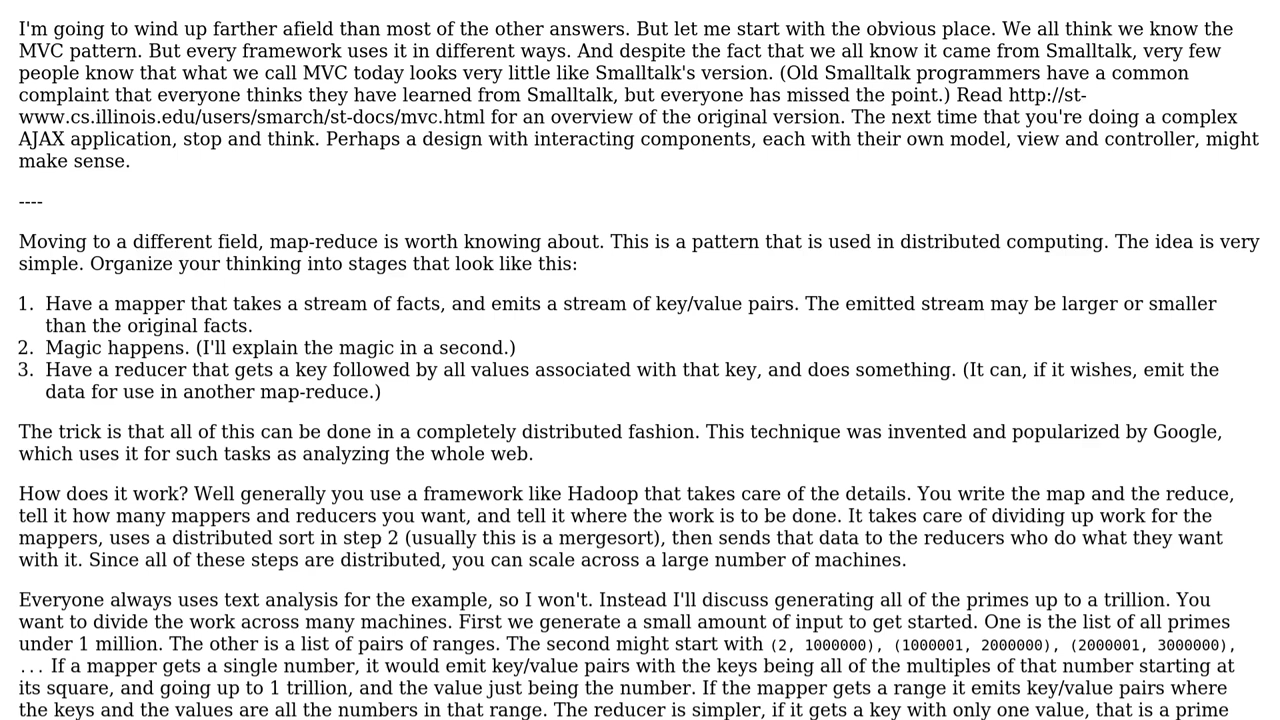 I'm going to wind up farther afield than most of the other answers. But let me start with the obvious place. We all think we know the
MVC pattern. But every framework uses it in different ways. And despite the fact that we all know it came from Smalltalk, very few
people know that what we call MVC today looks very little like Smalltalk's version. (Old Smalltalk programmers have a common
complaint that everyone thinks they have learned from Smalltalk, but everyone has missed the point.) Read http://st-
www.cs.illinois.edu/users/smarch/st-docs/mvc.html for an overview of the original version. The next time that you're doing a complex
AJAX application, stop and think. Perhaps a design with interacting components, each with their own model, view and controller, might
make sense.
----
Moving to a different field, map-reduce is worth knowing about. This is a pattern that is used in distributed computing. The idea is very
simple. Organize your thinking into stages that look like this:
1. Have a mapper that takes a stream of facts, and emits a stream of key/value pairs. The emitted stream may be larger or smaller
than the original facts.
2. Magic happens. (I'll explain the magic in a second.)
3. Have a reducer that gets a key followed by all values associated with that key, and does something. (It can, if it wishes, emit the
data for use in another map-reduce.)
The trick is that all of this can be done in a completely distributed fashion. This technique was invented and popularized by Google,
which uses it for such tasks as analyzing the whole web.
How does it work? Well generally you use a framework like Hadoop that takes care of the details. You write the map and the reduce,
tell it how many mappers and reducers you want, and tell it where the work is to be done. It takes care of dividing up work for the
mappers, uses a distributed sort in step 2 (usually this is a mergesort), then sends that data to the reducers who do what they want
with it. Since all of these steps are distributed, you can scale across a large number of machines.
Everyone always uses text analysis for the example, so I won't. Instead I'll discuss generating all of the primes up to a trillion. You
want to divide the work across many machines. First we generate a small amount of input to get started. One is the list of all primes
under 1 million. The other is a list of pairs of ranges. The second might start with (2, 1000000), (1000001, 2000000), (2000001, 3000000),
... If a mapper gets a single number, it would emit key/value pairs with the keys being all of the multiples of that number starting at
its square, and going up to 1 trillion, and the value just being the number. If the mapper gets a range it emits key/value pairs where
the keys and the values are all the numbers in that range. The reducer is simpler, if it gets a key with only one value, that is a prime